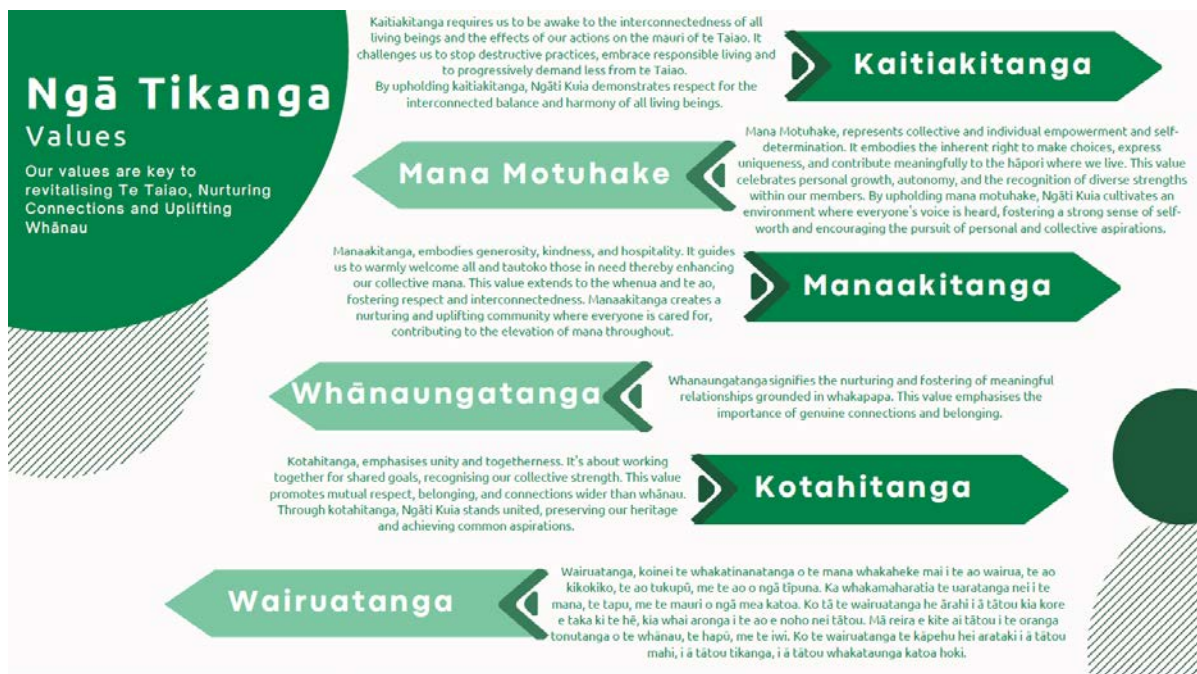 Ngā Tikanga
Values
Our values are key to
revitalising Te Taiao, Nurturing
Connections and Uplifting
Whānau
Kaitiakitanga requires us to be awake to the interconnectedness of all
living beings and the effects of our actions on the mauri of te Taiao. It
challenges us to stop destructive practices, embrace responsible living and
to progressively demand less from te Taiao.
By upholding kaitiakitanga, Ngāti Kuia demonstrates respect for the
interconnected balance and harmony of all living beings.
Kaitiakitanga
Mana Motuhake
Mana Motuhake, represents collective and individual empowerment and self-
determination. It embodies the inherent right to make choices, express
uniqueness, and contribute meaningfully to the hāpori where we live. This value
celebrates personal growth, autonomy, and the recognition of diverse strengths
within our members. By upholding mana motuhake, Ngāti Kuia cultivates an
environment where everyone's voice is heard, fostering a strong sense of self-
worth and encouraging the pursuit of personal and collective aspirations.
Manaakitanga, embodies generosity, kindness, and hospitality. It guides
us to warmly welcome all and tautoko those in need thereby enhancing
our collective mana. This value extends to the whenua and te ao,
fostering respect and interconnectedness. Manaakitanga creates a
nurturing and uplifting community where everyone is cared for,
contributing to the elevation of mana throughout.
Manaakitanga
Whānaungatanga
Whanaungatanga signifies the nurturing and fostering of meaningful
relationships grounded in whakapapa. This value emphasises the
importance of genuine connections and belonging.
Kotahitanga, emphasises unity and togetherness. It's about working
together for shared goals, recognising our collective strength. This value
promotes mutual respect, belonging, and connections wider than whānau.
Through kotahitanga, Ngāti Kuia stands united, preserving our heritage
and achieving common aspirations.
Kotahitanga
Wairuatanga
Wairuatanga, koinei te whakatinanatanga o te mana whakaheke mai i te ao wairua, te ao
kikokiko, te ao tukupū, me te ao o ngā tīpuna. Ka whakamaharatia te uaratanga nei i te
mana, te tapu, me te mauri o ngā mea katoa. Ko tā te wairuatanga he ārahi i ā tātou kia kore
e taka ki te hē, kia whai aronga i te ao e noho nei tātou. Mā reira e kite ai tātou i te oranga
tonutanga o te whānau, te hapū, me te iwi. Ko te wairuatanga te kāpehu hei arataki i ā tātou
mahi, i ā tātou tikanga, i ā tātou whakataunga katoa hoki.